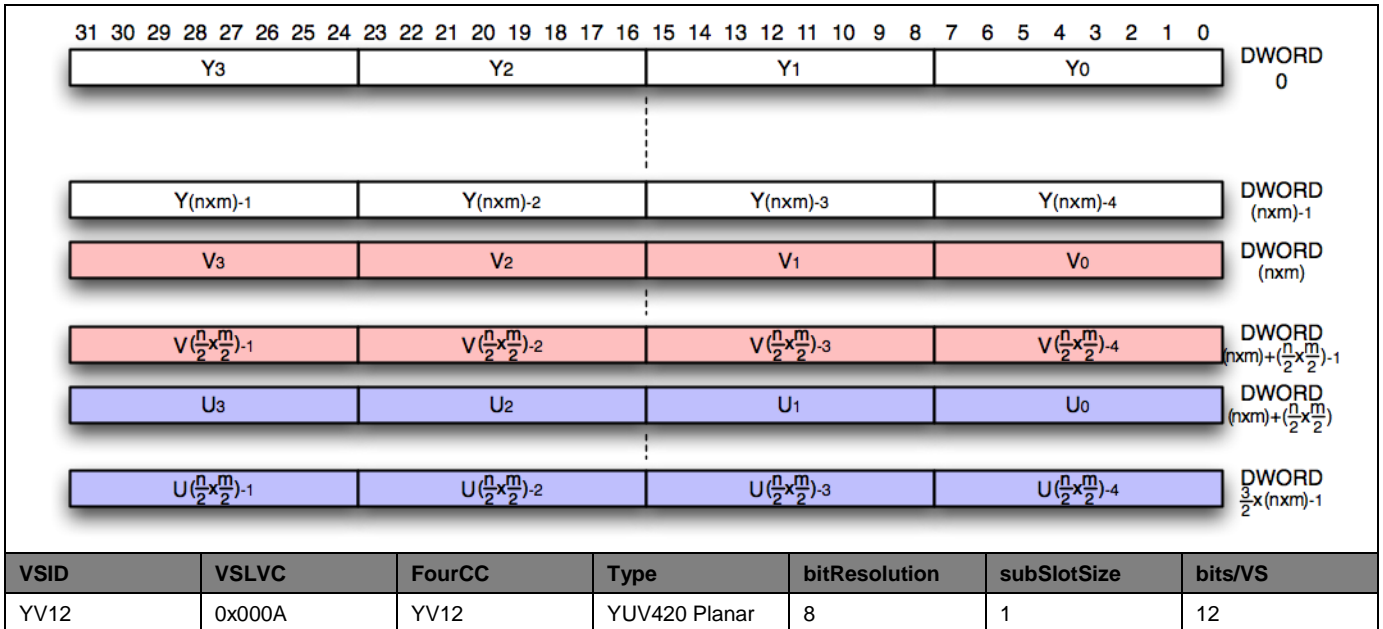 31 30 29 28 27 26 25 24 23 22 21 20 19 18 17 16 15 14 13 12 11 10 9 8 7 6 5 4 3 2 1 0
Y3 Y2 Y1 Y0 DWORD 0
Y(nxm)-1 Y(nxm)-2 Y(nxm)-3 Y(nxm)-4 DWORD (nxm)-1
V3 V2 V1 V0 DWORD (nxm)
V(n/2xm/2)-1 V(n/2xm/2)-2 V(n/2xm/2)-3 V(n/2xm/2)-4 DWORD (nxm)+(n/2xm/2)-1
U3 U2 U1 U0 DWORD (nxm)+(n/2xm/2)
U(n/2xm/2)-1 U(n/2xm/2)-2 U(n/2xm/2)-3 U(n/2xm/2)-4 DWORD 3/2x(nxm)-1
VSID VSLVC FourCC Type bitResolution subSlotSize bits/VS
YV12 0x000A YV12 YUV420 Planar 8 1 12